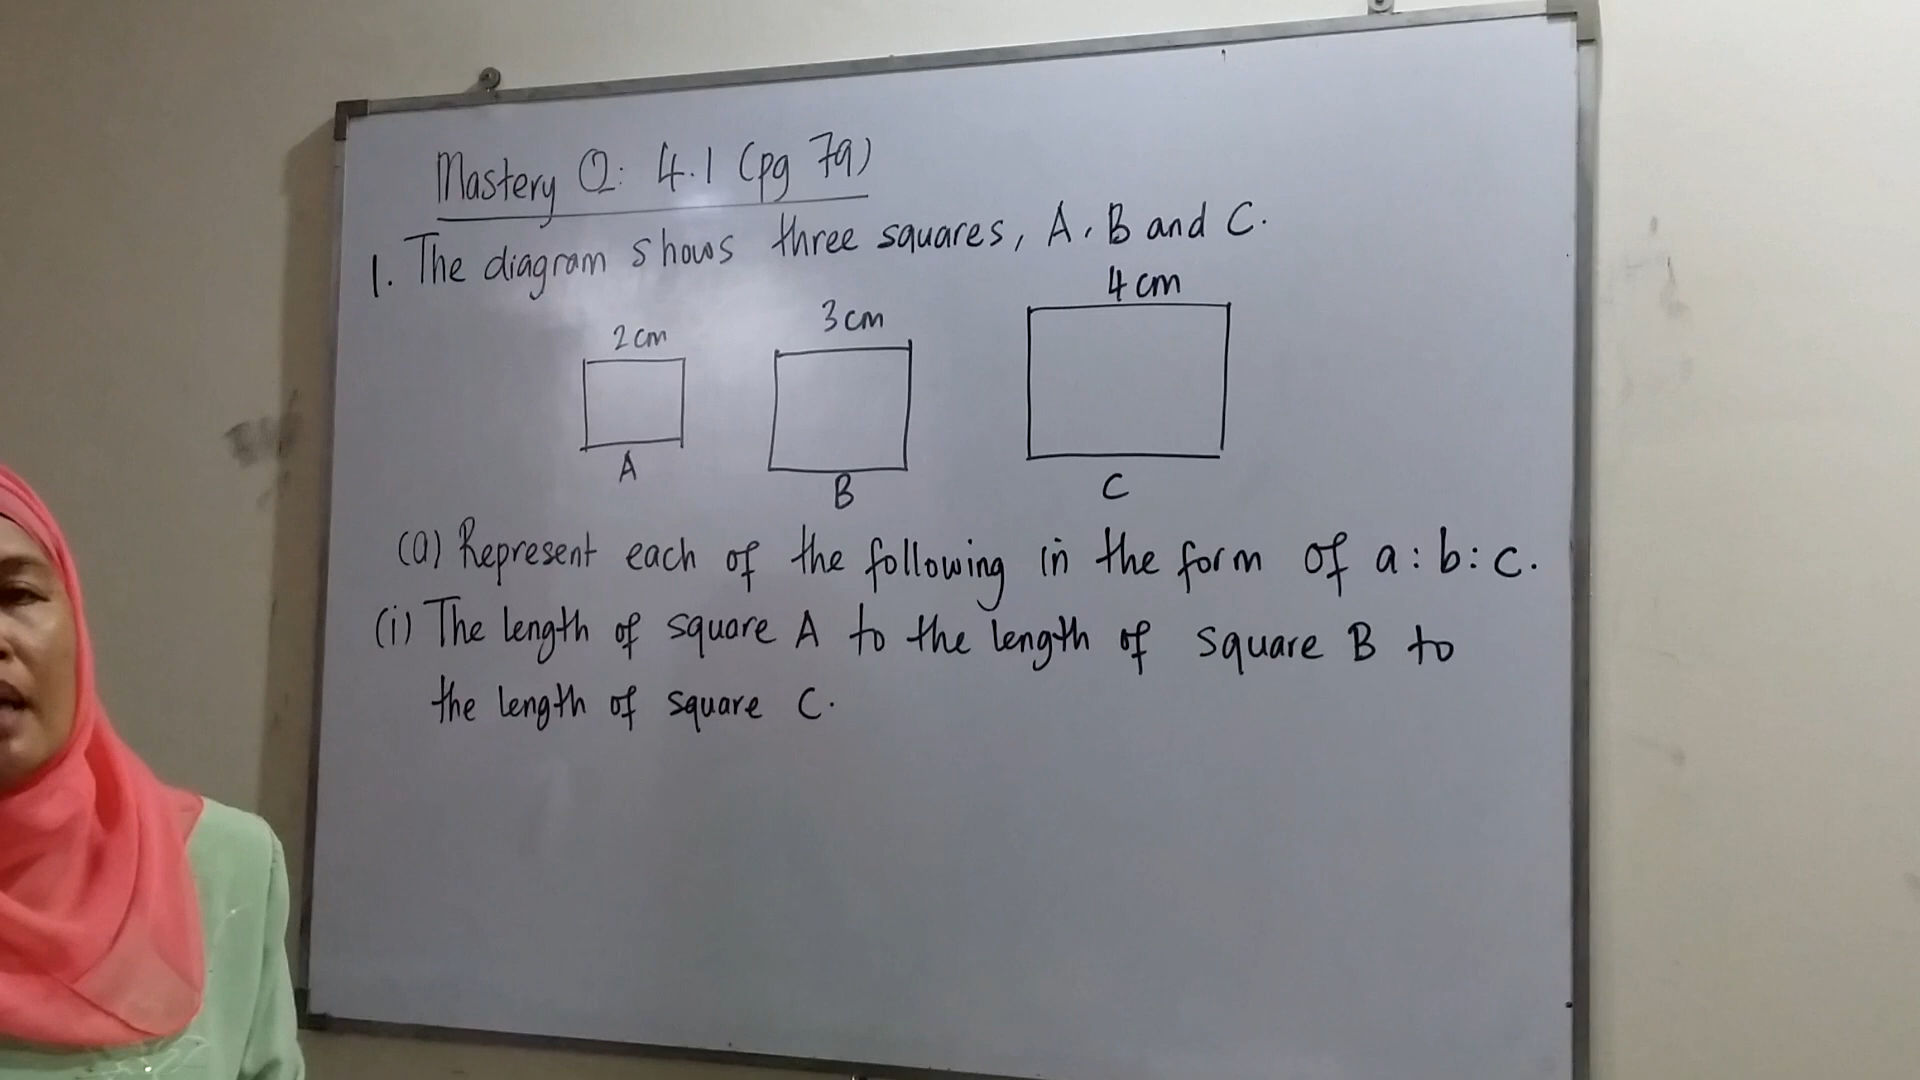 Mastery Q: 4.1 (pg 79)
1. The diagram shows three squares, A, B and C.
2 cm 3 cm 4 cm
A B C
(a) Represent each of the following in the form of a : b : c.
(i) The length of square A to the length of square B to
the length of square C.